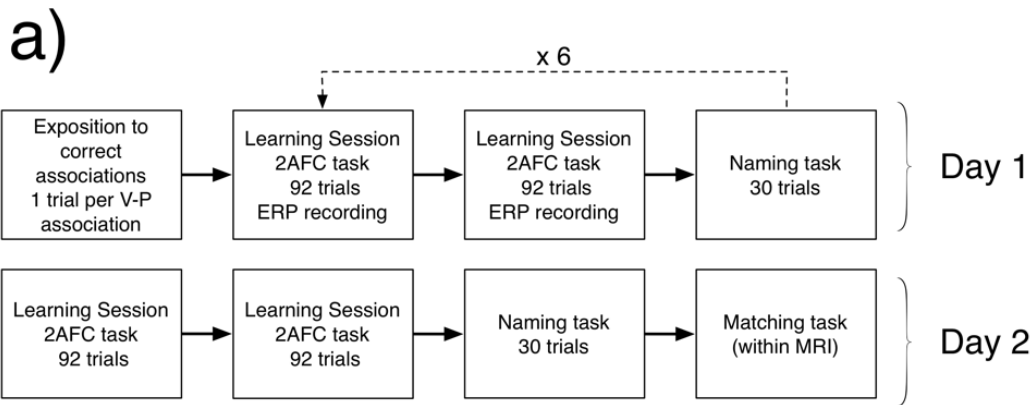 a)
x 6
Exposition to
correct
associations
1 trial per V-P
association
Learning Session
2AFC task
92 trials
ERP recording
Learning Session
2AFC task
92 trials
ERP recording
Naming task
30 trials
Day 1
Learning Session
2AFC task
92 trials
Learning Session
2AFC task
92 trials
Naming task
30 trials
Matching task
(within MRI)
Day 2